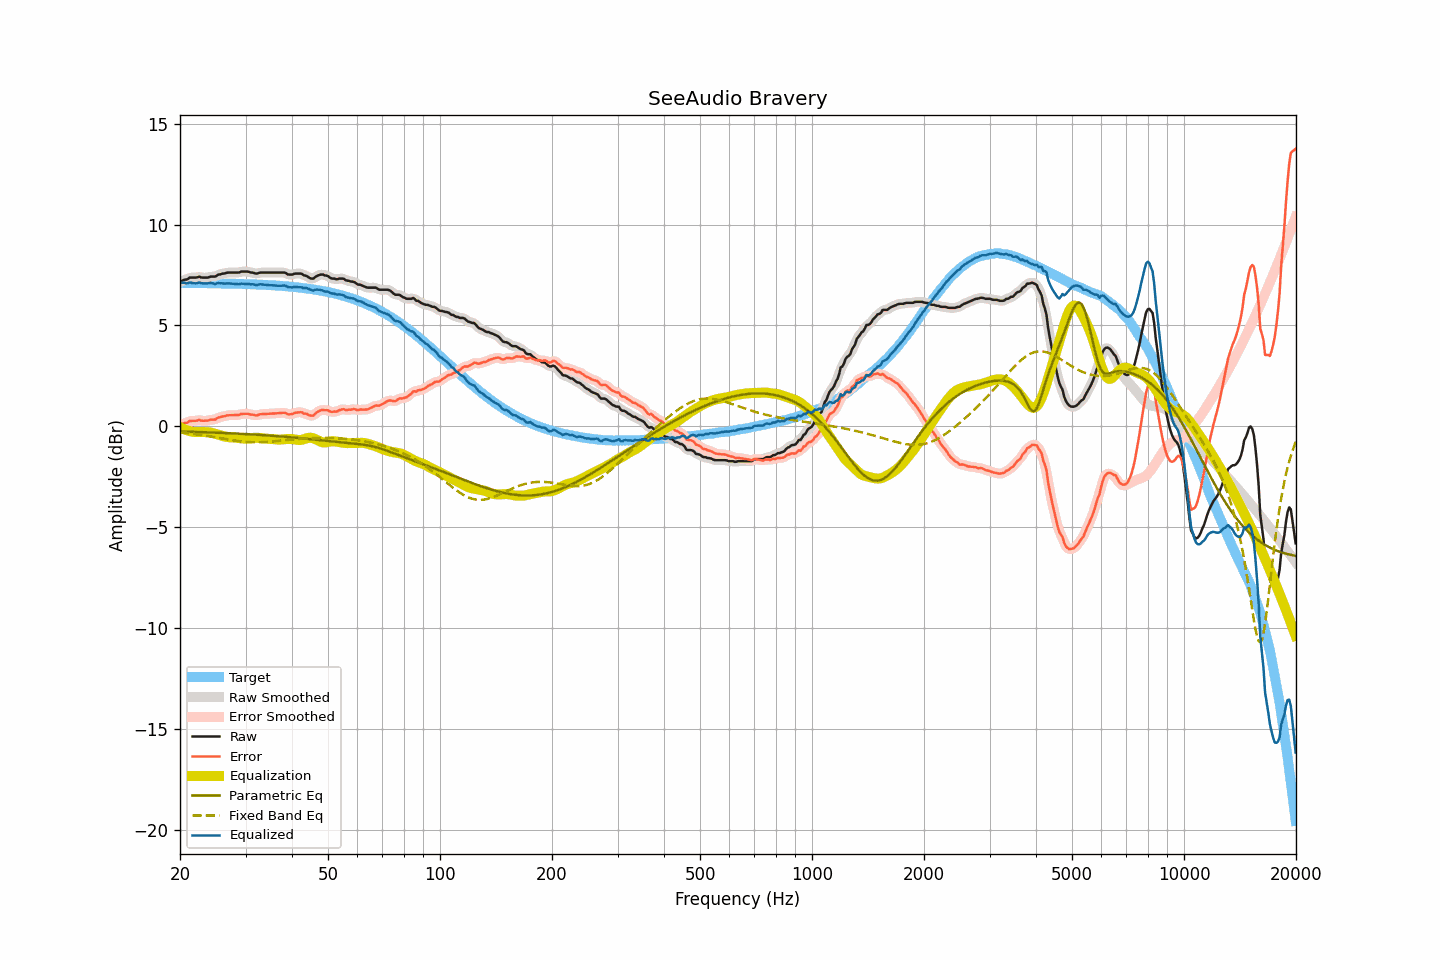 SeeAudio Bravery
15
10
5
0
−5
−10
−15
−20
Amplitude (dBr)
Target
Raw Smoothed
Error Smoothed
Raw
Error
Equalization
Parametric Eq
Fixed Band Eq
Equalized
20 50 100 200 500 1000 2000 5000 10000 20000
Frequency (Hz)